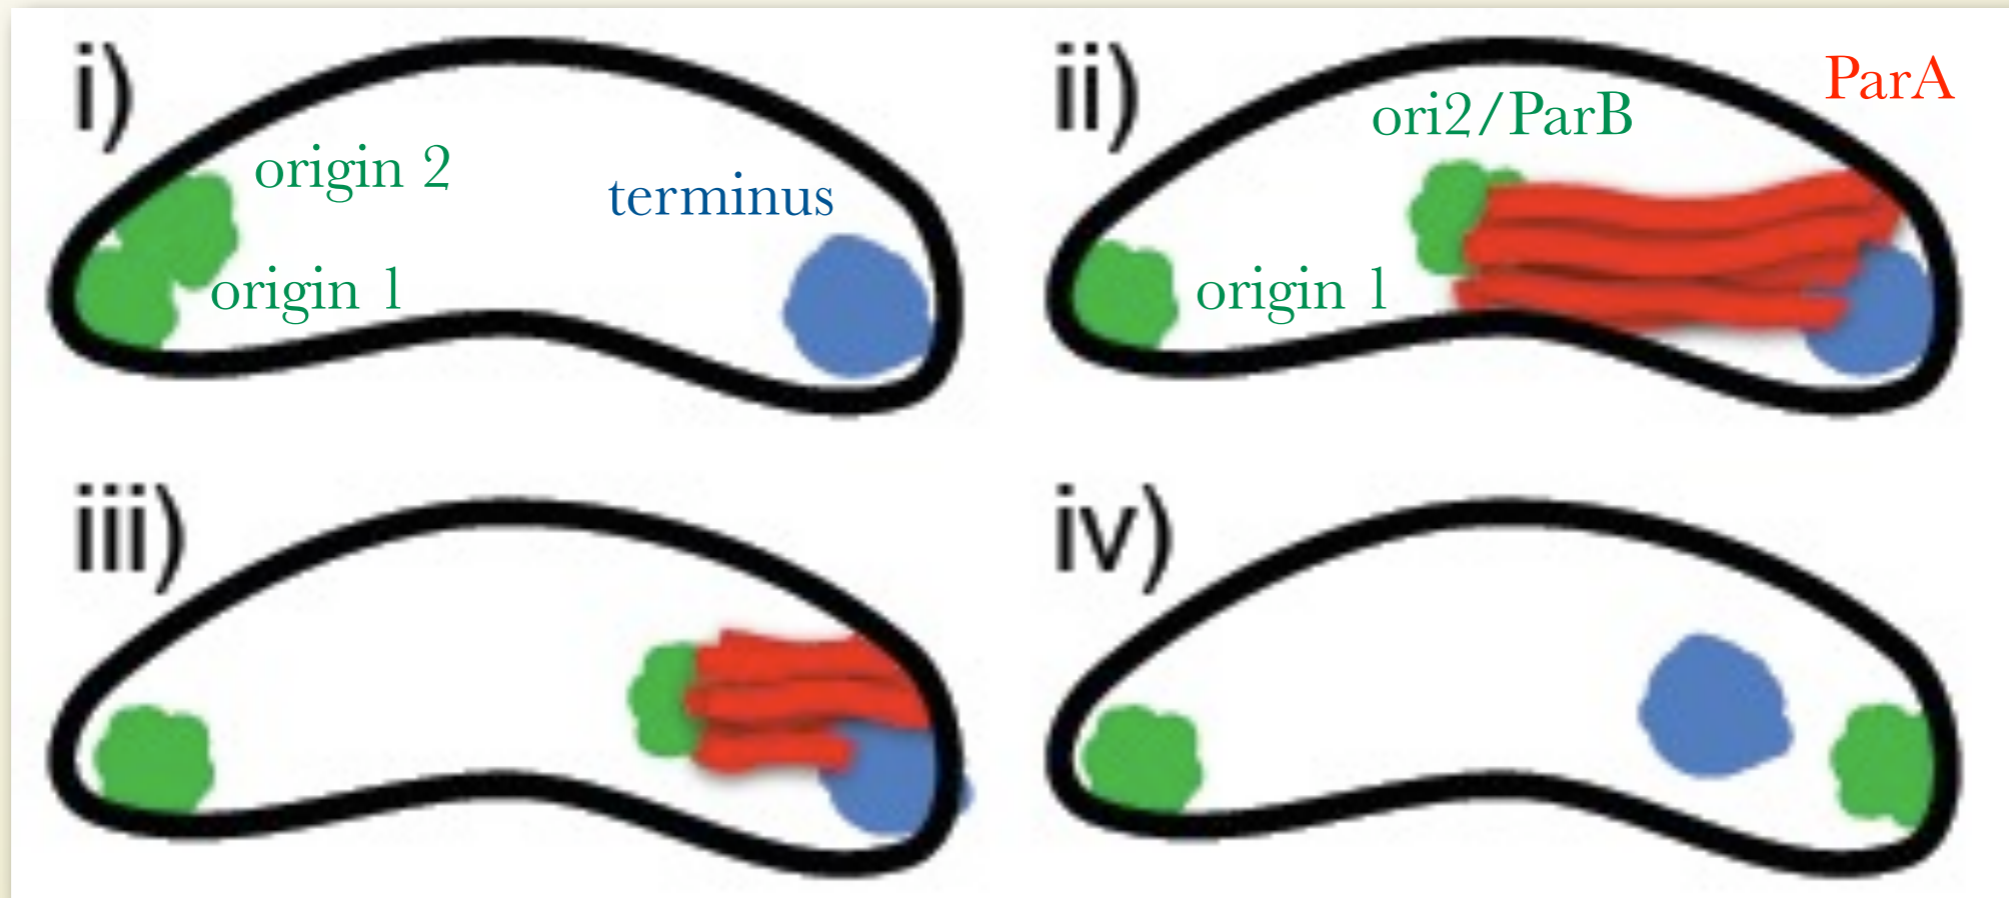 i)
origin 2
terminus
origin 1
ii)
ParA
ori2/ParB
origin 1
iii)
iv)